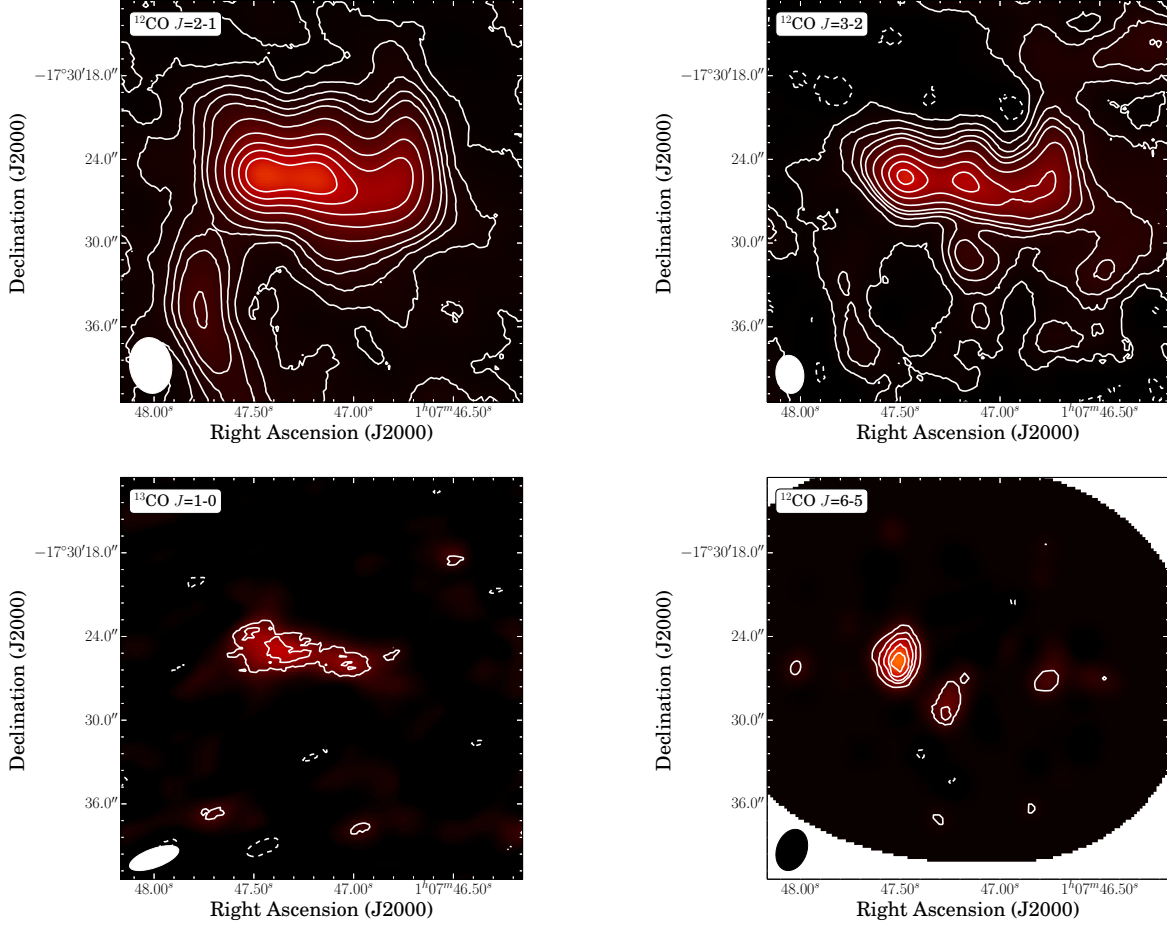 ¹²CO J=2-1
−17°30′18.0″
24.0″
30.0″
36.0″
Declination (J2000)
48.00ˢ 47.50ˢ 47.00ˢ 1ʰ07ᵐ46.50ˢ
Right Ascension (J2000)
¹²CO J=3-2
−17°30′18.0″
24.0″
30.0″
36.0″
Declination (J2000)
48.00ˢ 47.50ˢ 47.00ˢ 1ʰ07ᵐ46.50ˢ
Right Ascension (J2000)
¹³CO J=1-0
−17°30′18.0″
24.0″
30.0″
36.0″
Declination (J2000)
48.00ˢ 47.50ˢ 47.00ˢ 1ʰ07ᵐ46.50ˢ
Right Ascension (J2000)
¹²CO J=6-5
−17°30′18.0″
24.0″
30.0″
36.0″
Declination (J2000)
48.00ˢ 47.50ˢ 47.00ˢ 1ʰ07ᵐ46.50ˢ
Right Ascension (J2000)